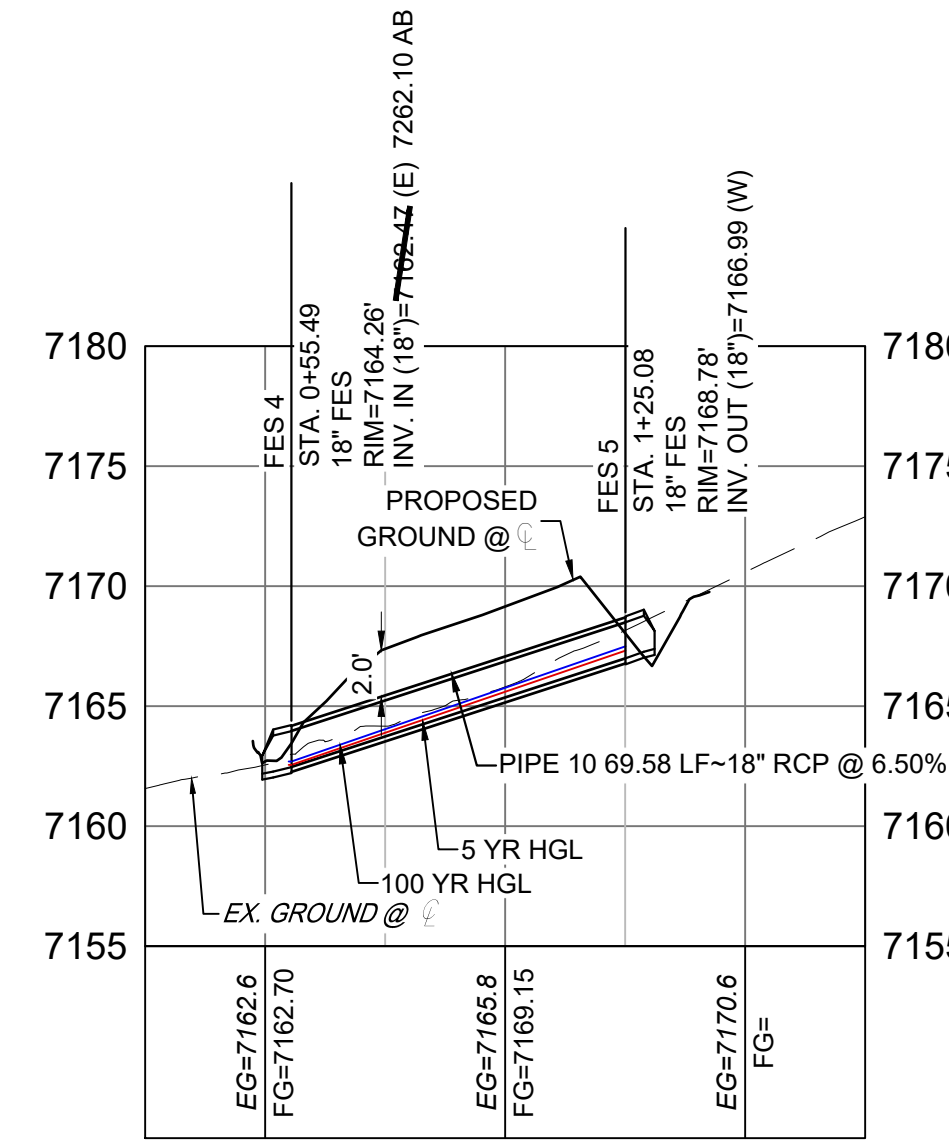 FES 4
STA. 0+55.49
18" FES
RIM=7164.26'
INV. IN (18")=7162.47 (E) 7262.10 AB
FES 5
STA. 1+25.08
18" FES
RIM=7168.78'
INV. OUT (18")=7166.99 (W)
7180
7180
7175
7175
PROPOSED
GROUND @ ℄
7170
7170
2.0'
7165
7165
PIPE 10 69.58 LF~18" RCP @ 6.50%
7160
7160
5 YR HGL
100 YR HGL
EX. GROUND @ ℄
7155
7155
EG=7162.6
FG=7162.70
EG=7165.8
FG=7169.15
EG=7170.6
FG=